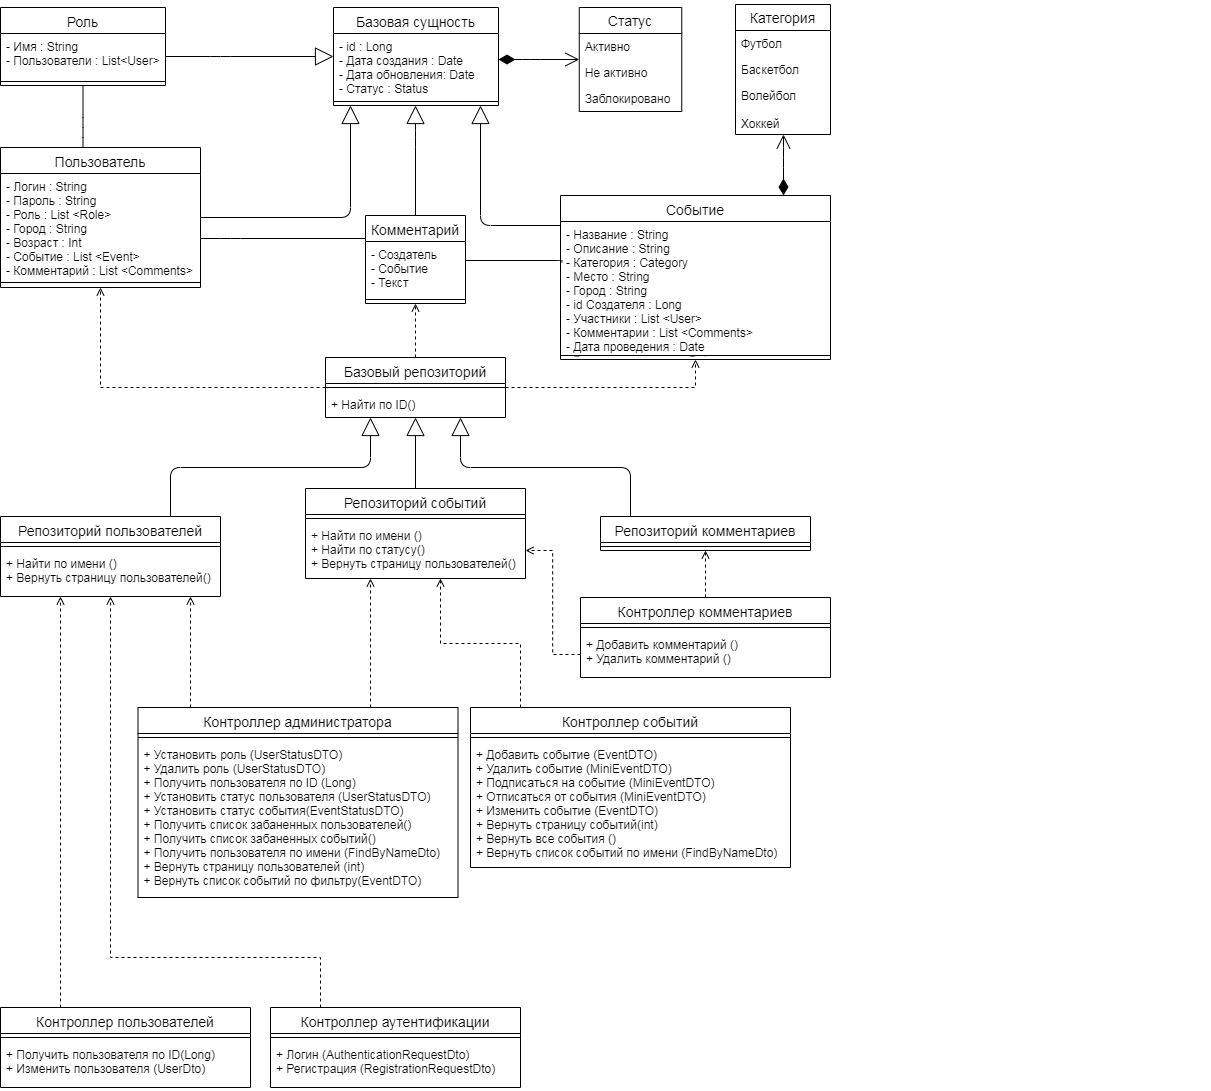 Роль
- Имя : String
- Пользователи : List<User>
Базовая сущность
- id : Long
- Дата создания : Date
- Дата обновления: Date
- Статус : Status
Статус
Активно
Не активно
Заблокировано
Категория
Футбол
Баскетбол
Волейбол
Хоккей
Пользователь
- Логин : String
- Пароль : String
- Роль : List <Role>
- Город : String
- Возраст : Int
- Событие : List <Event>
- Комментарий : List <Comments>
Комментарий
- Создатель
- Событие
- Текст
Событие
- Название : String
- Описание : String
- Категория : Category
- Место : String
- Город : String
- id Создателя : Long
- Участники : List <User>
- Комментарии : List <Comments>
- Дата проведения : Date
Базовый репозиторий
+ Найти по ID()
Репозиторий пользователей
+ Найти по имени ()
+ Вернуть страницу пользователей()
Репозиторий событий
+ Найти по имени ()
+ Найти по статусу()
+ Вернуть страницу пользователей()
Репозиторий комментариев
Контроллер комментариев
+ Добавить комментарий ()
+ Удалить комментарий ()
Контроллер администратора
+ Установить роль (UserStatusDTO)
+ Удалить роль (UserStatusDTO)
+ Получить пользователя по ID (Long)
+ Установить статус пользователя (UserStatusDTO)
+ Установить статус события(EventStatusDTO)
+ Получить список забаненных пользователей()
+ Получить список забаненных событий()
+ Получить пользователя по имени (FindByNameDto)
+ Вернуть страницу пользователей (int)
+ Вернуть список событий по фильтру(EventDTO)
Контроллер событий
+ Добавить событие (EventDTO)
+ Удалить событие (MiniEventDTO)
+ Подписаться на событие (MiniEventDTO)
+ Отписаться от события (MiniEventDTO)
+ Изменить событие (EventDTO)
+ Вернуть страницу событий(int)
+ Вернуть все события ()
+ Вернуть список событий по имени (FindByNameDto)
Контроллер пользователей
+ Получить пользователя по ID(Long)
+ Изменить пользователя (UserDto)
Контроллер аутентификации
+ Логин (AuthenticationRequestDto)
+ Регистрация (RegistrationRequestDto)